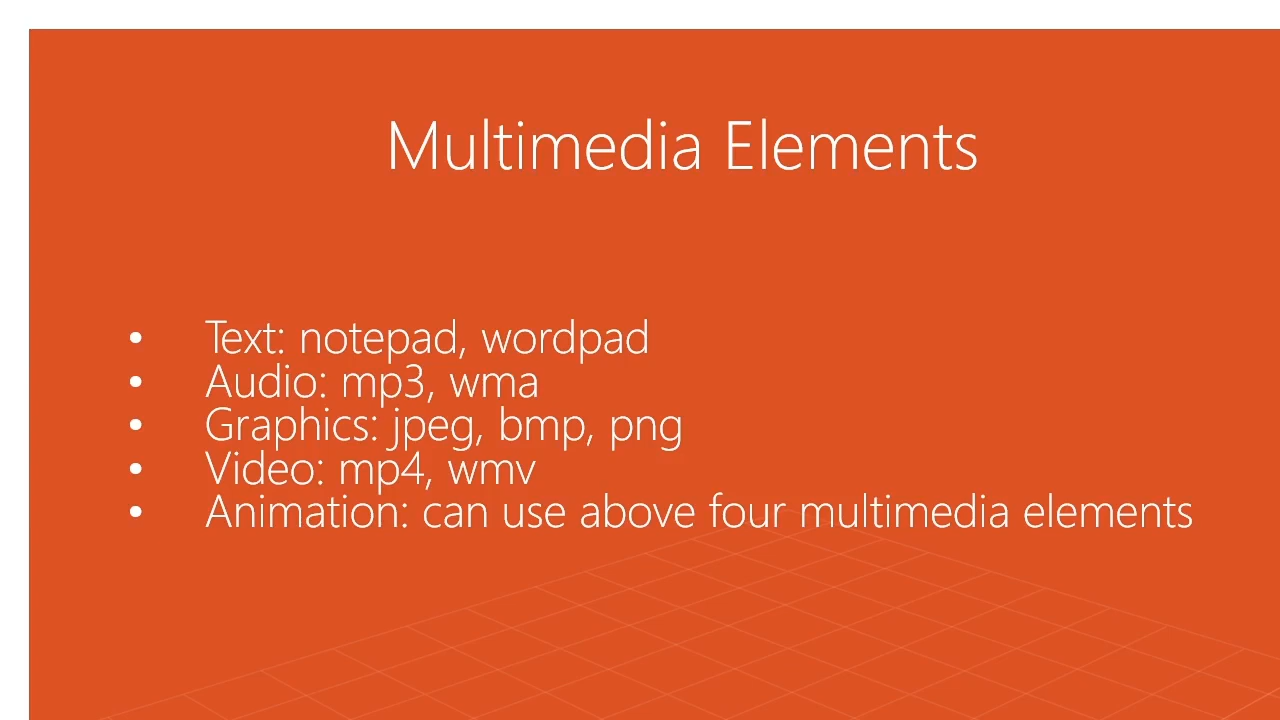 Multimedia Elements
• Text: notepad, wordpad
• Audio: mp3, wma
• Graphics: jpeg, bmp, png
• Video: mp4, wmv
• Animation: can use above four multimedia elements